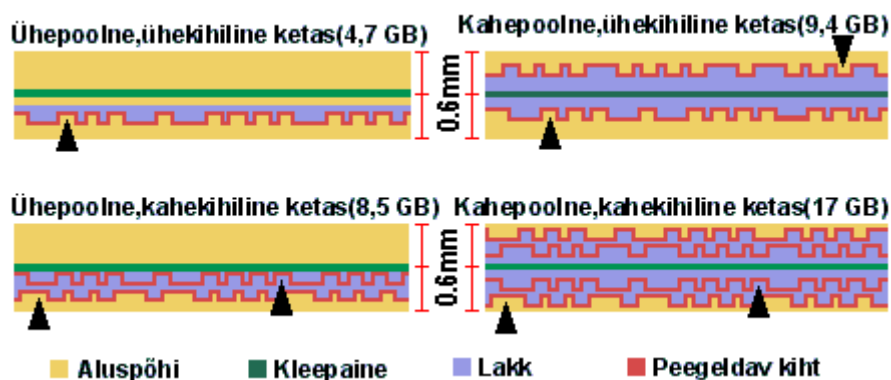 Ühepoolne,ühekihiline ketas(4,7 GB)
Kahepoolne,ühekihiline ketas(9,4 GB)
0.6mm
Ühepoolne,kahekihiline ketas(8,5 GB)
Kahepoolne,kahekihiline ketas(17 GB)
0.6mm
Aluspõhi
Kleepaine
Lakk
Peegeldav kiht